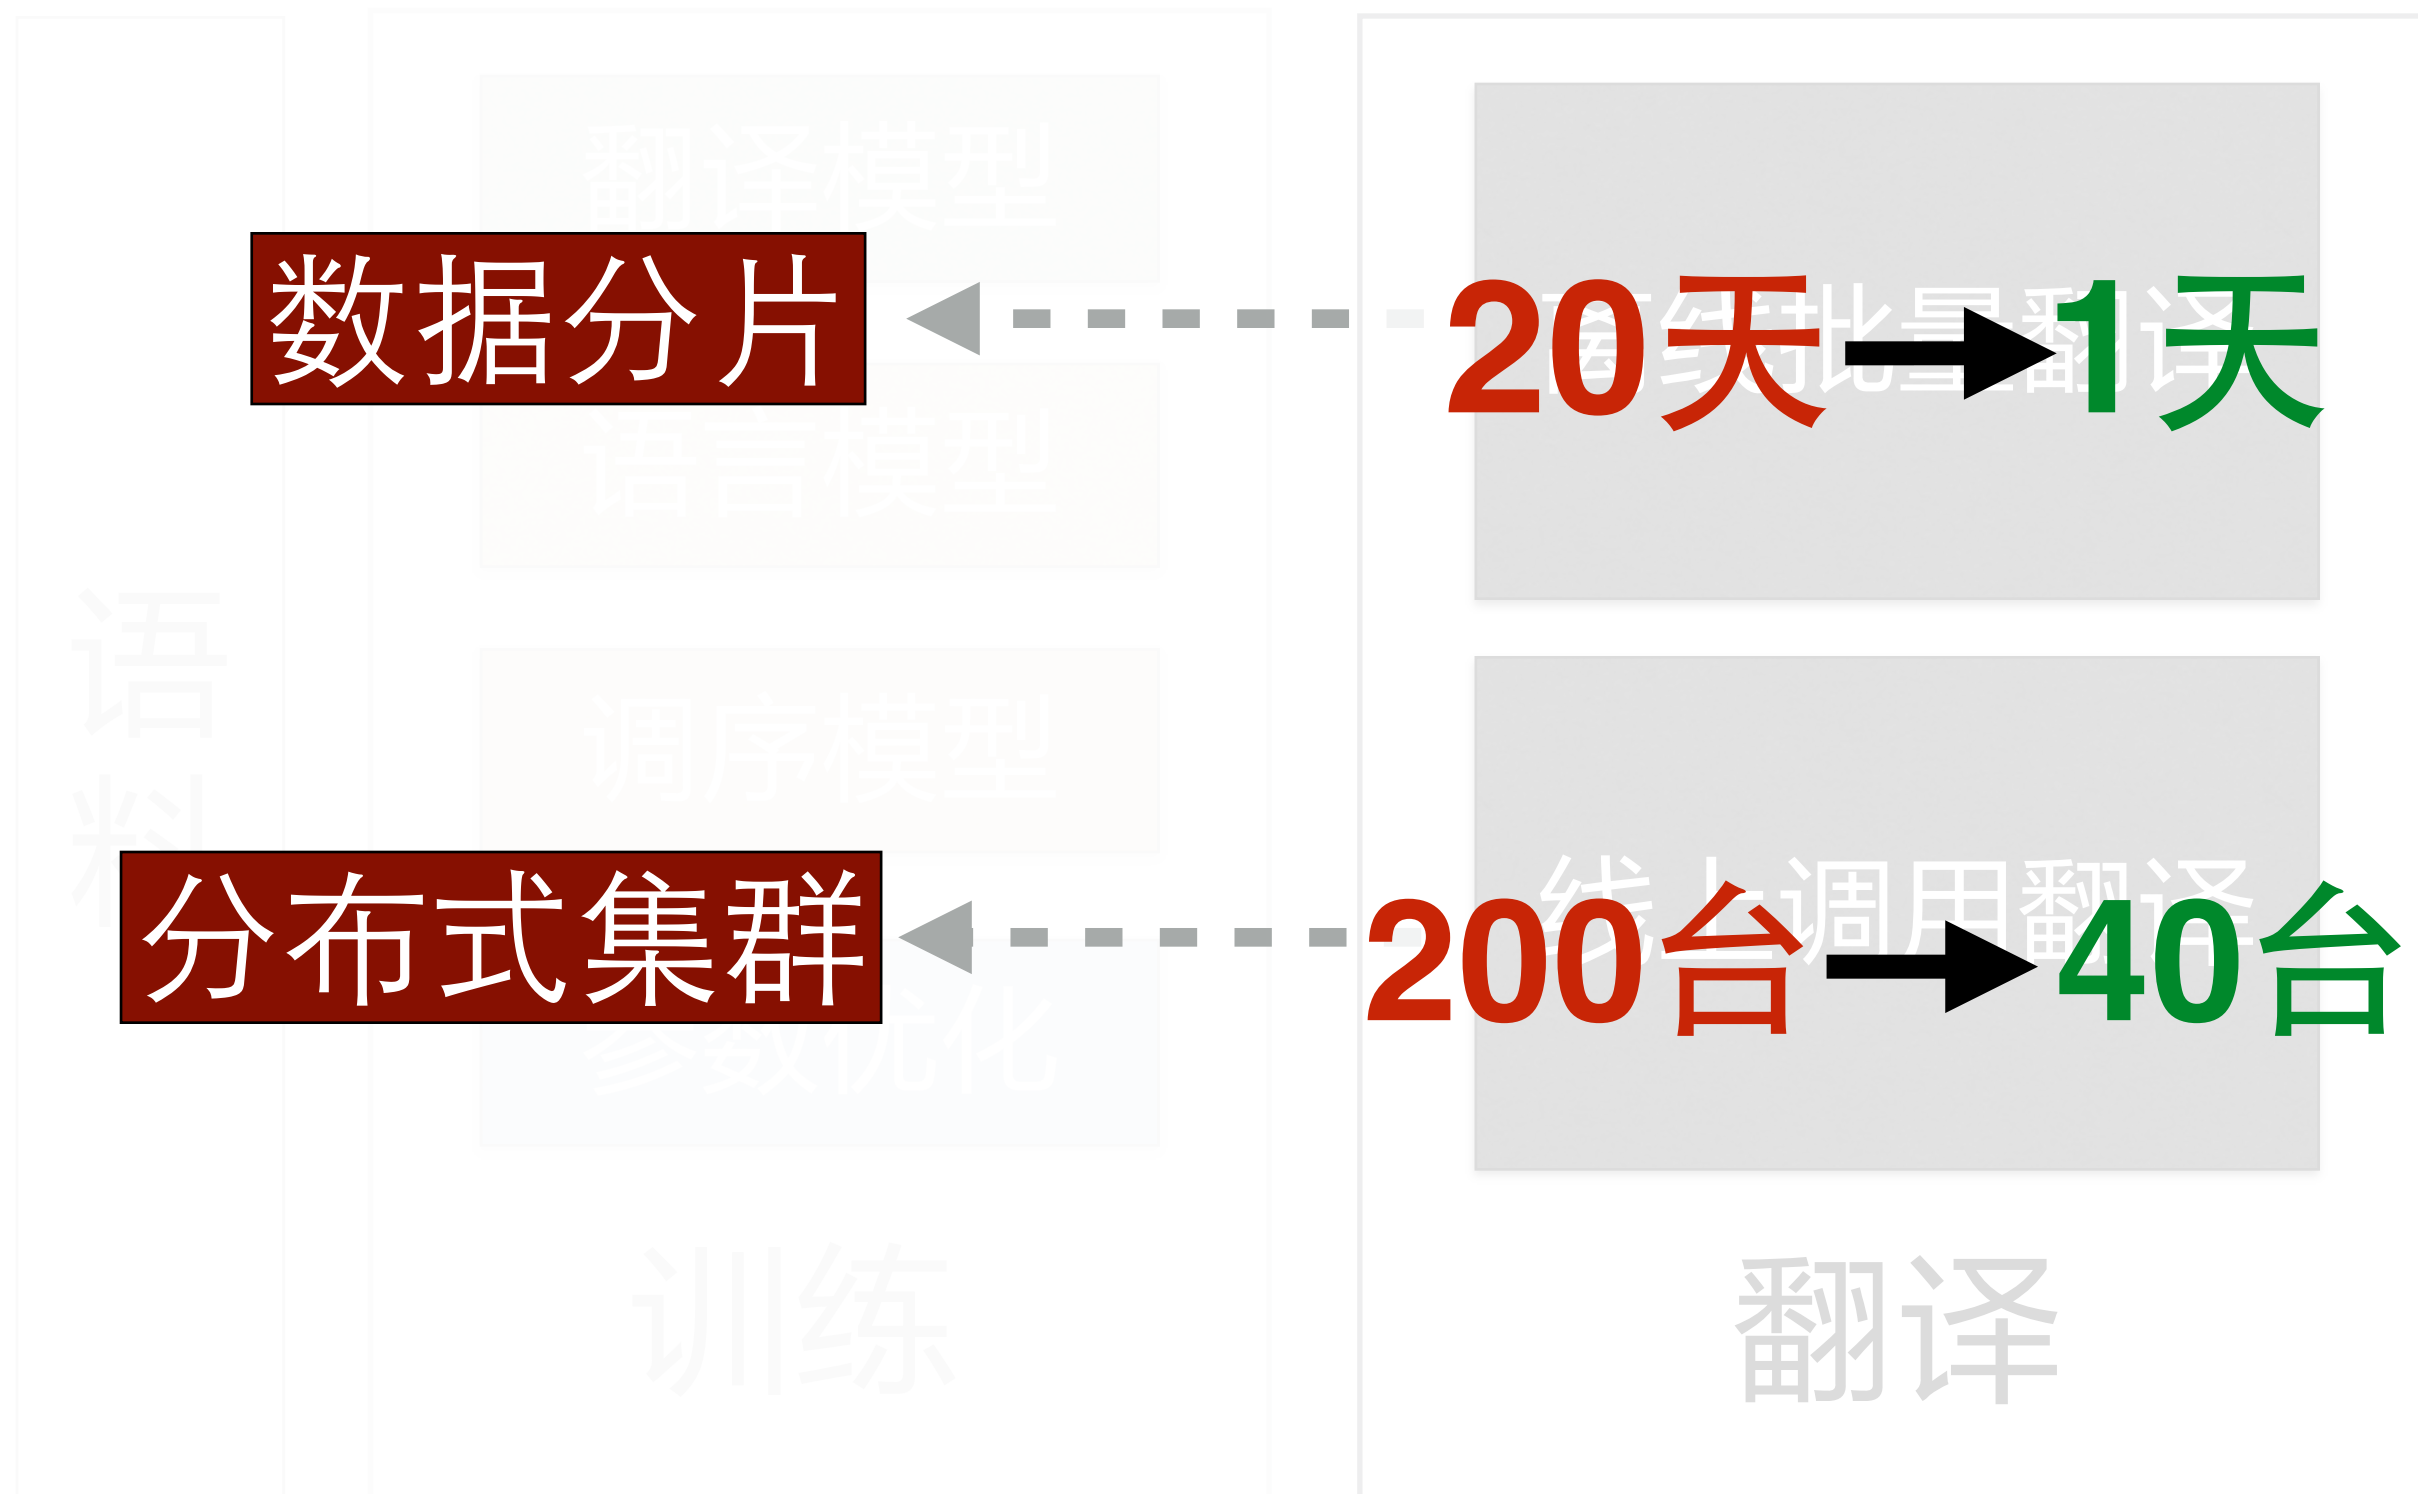 语料
翻译模型
语言模型
调序模型
参数优化
训练
数据分片
分布式集群
离线批量翻译
20天
1天
线上调用翻译
200台
40台
翻译